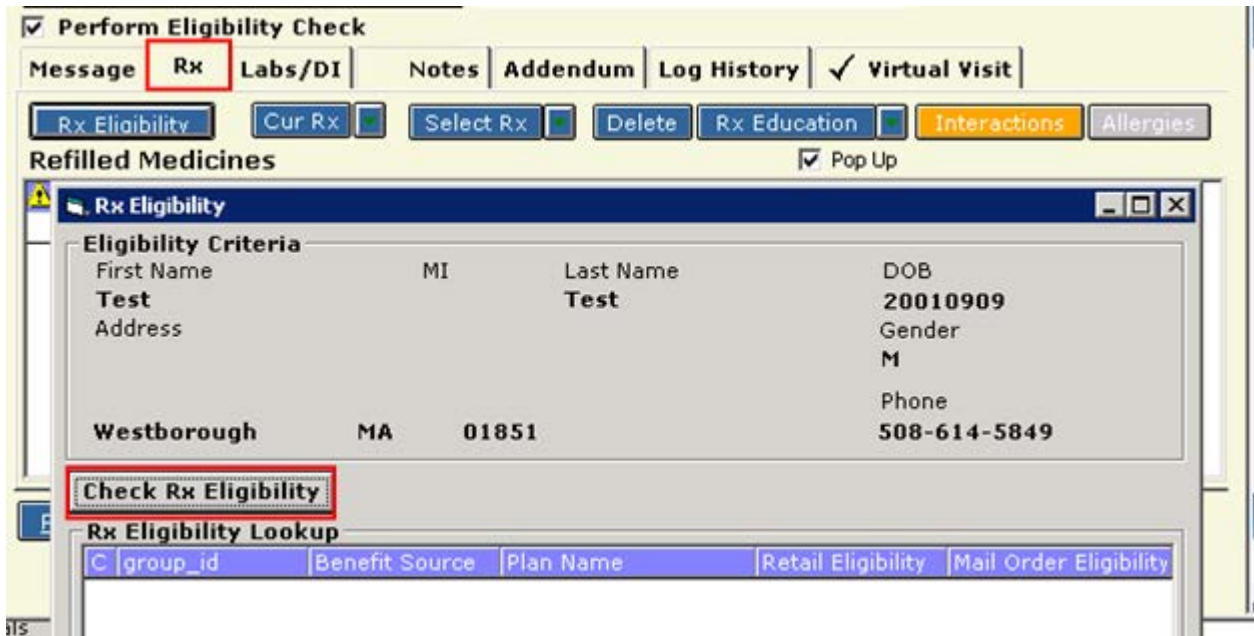 Perform Eligibility Check
Message Rx Labs/DI Notes Addendum Log History Virtual Visit
Rx Eligibility Cur Rx Select Rx Delete Rx Education Interactions Allergies
Refilled Medicines Pop Up
Rx Eligibility
Eligibility Criteria
First Name MI Last Name DOB
Test Test 20010909
Address Gender
M
Phone
Westborough MA 01851 508-614-5849
Check Rx Eligibility
Rx Eligibility Lookup
C group_id Benefit Source Plan Name Retail Eligibility Mail Order Eligibility